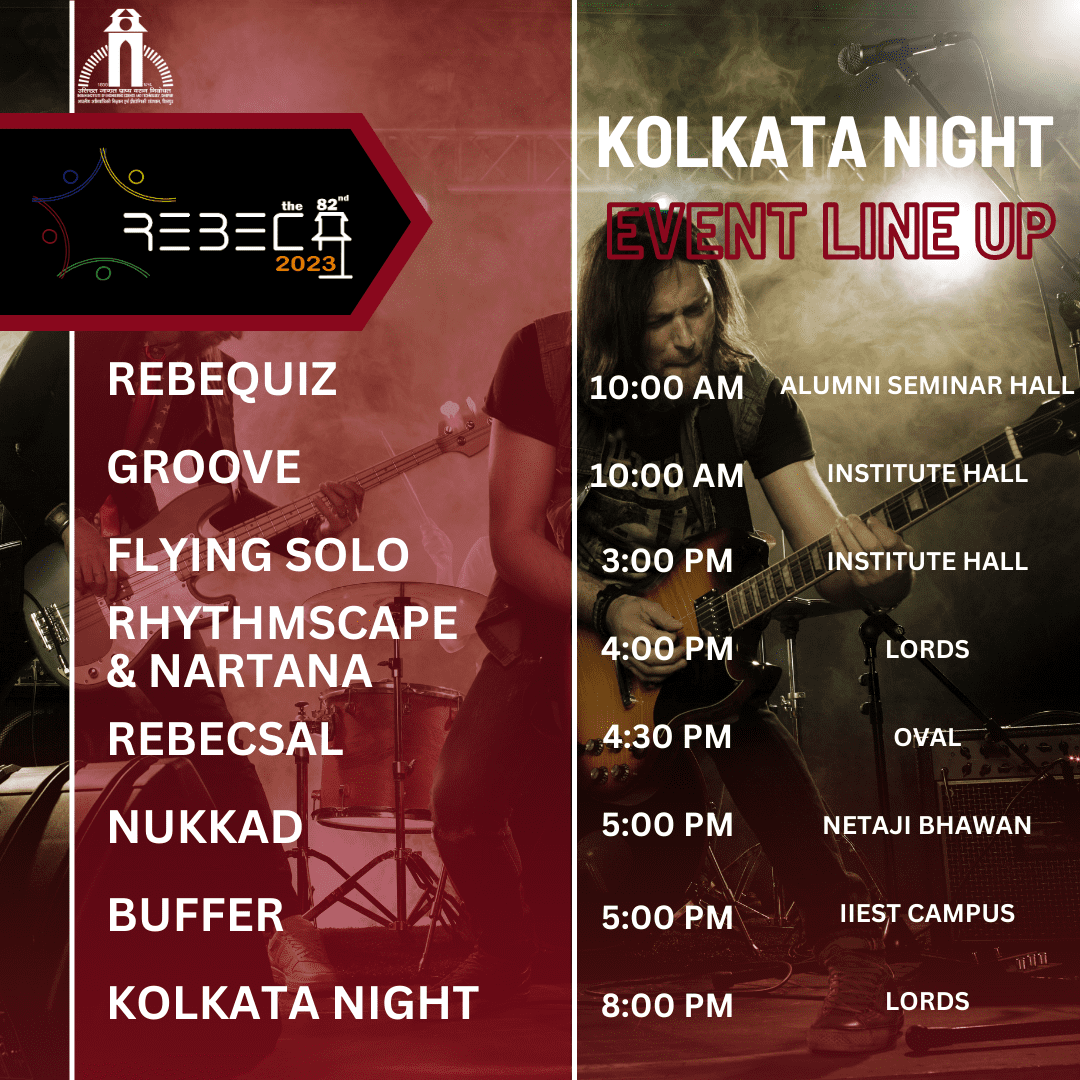 the 82nd
REBECA
2023
KOLKATA NIGHT
EVENT LINE UP
REBEQUIZ 10:00 AM ALUMNI SEMINAR HALL
GROOVE 10:00 AM INSTITUTE HALL
FLYING SOLO 3:00 PM INSTITUTE HALL
RHYTHMSCAPE
& NARTANA 4:00 PM LORDS
REBECSAL 4:30 PM OVAL
NUKKAD 5:00 PM NETAJI BHAWAN
BUFFER 5:00 PM IIEST CAMPUS
KOLKATA NIGHT 8:00 PM LORDS